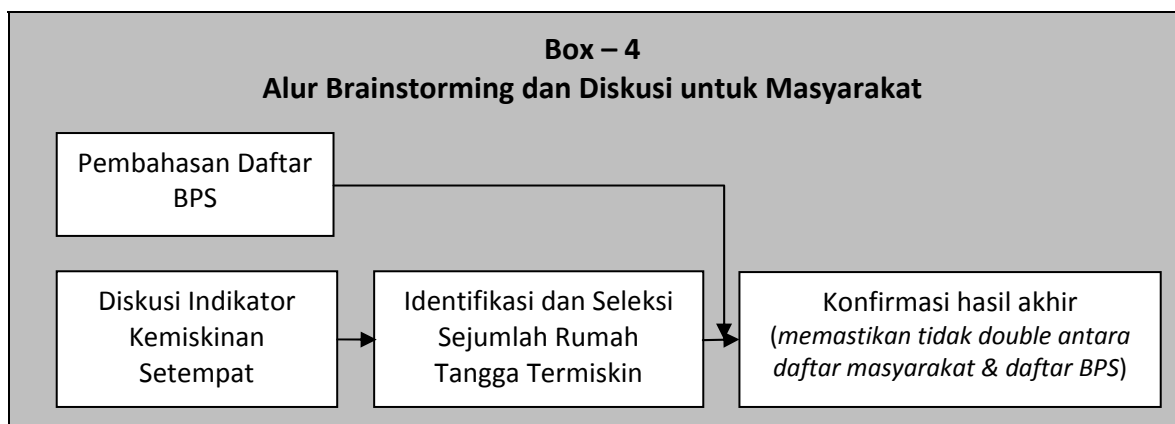 Box – 4
Alur Brainstorming dan Diskusi untuk Masyarakat
Pembahasan Daftar
BPS
Diskusi Indikator
Kemiskinan
Setempat
Identifikasi dan Seleksi
Sejumlah Rumah
Tangga Termiskin
Konfirmasi hasil akhir
(memastikan tidak double antara
daftar masyarakat & daftar BPS)